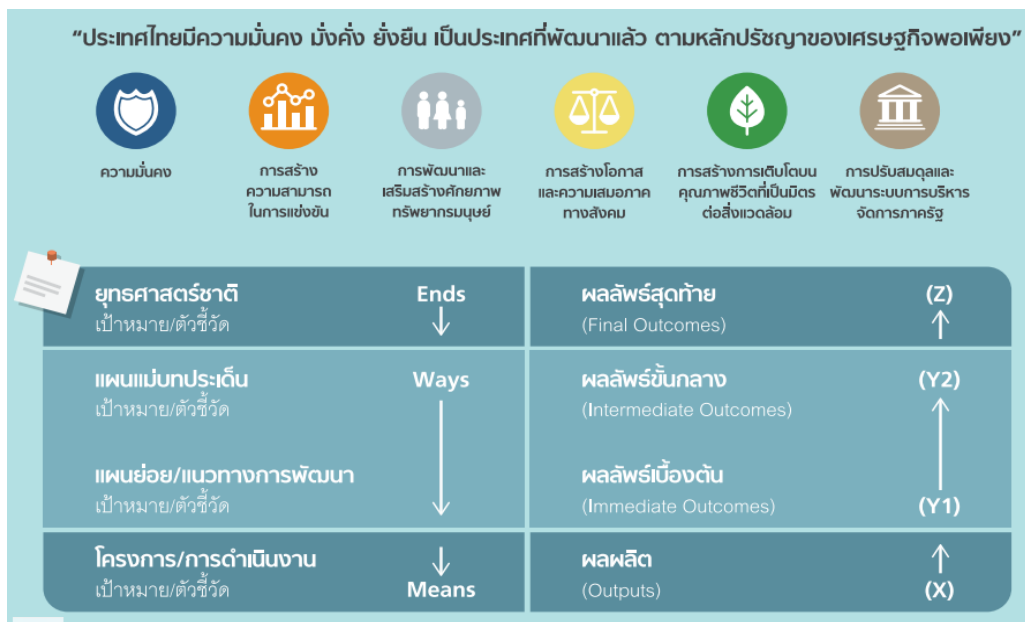 “ประเทศไทยมีความมั่นคง มั่งคั่ง ยั่งยืน เป็นประเทศที่พัฒนาแล้ว ตามหลักปรัชญาของเศรษฐกิจพอเพียง”
ความมั่นคง
การสร้าง
ความสามารถ
ในการแข่งขัน
การพัฒนาและ
เสริมสร้างศักยภาพ
ทรัพยากรมนุษย์
การสร้างโอกาส
และความเสมอภาค
ทางสังคม
การสร้างการเติบโตบน
คุณภาพชีวิตที่เป็นมิตร
ต่อสิ่งแวดล้อม
การปรับสมดุลและ
พัฒนาระบบการบริหาร
จัดการภาครัฐ
ยุทธศาสตร์ชาติ Ends
เป้าหมาย/ตัวชี้วัด
ผลลัพธ์สุดท้าย (Z)
(Final Outcomes)
แผนแม่บทประเด็น Ways
เป้าหมาย/ตัวชี้วัด
ผลลัพธ์ขั้นกลาง (Y2)
(Intermediate Outcomes)
แผนย่อย/แนวทางการพัฒนา
เป้าหมาย/ตัวชี้วัด
ผลลัพธ์เบื้องต้น
(Immediate Outcomes) (Y1)
โครงการ/การดำเนินงาน
เป้าหมาย/ตัวชี้วัด Means
ผลผลิต
(Outputs) (X)